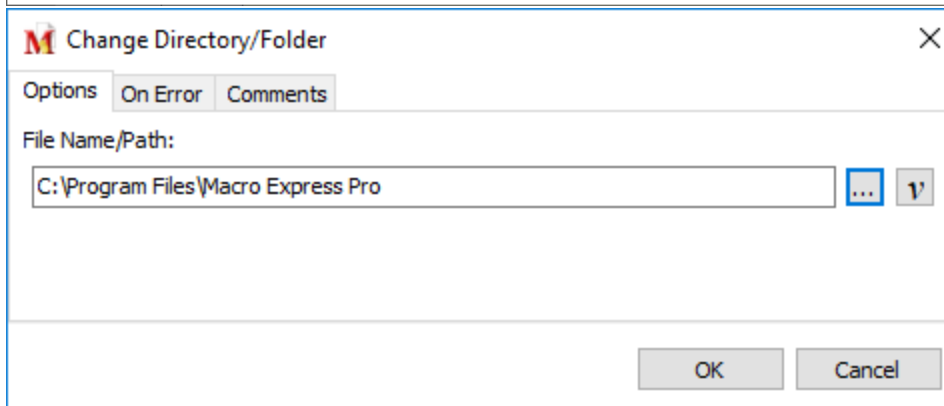 Change Directory/Folder
Options On Error Comments
File Name/Path:
C:\Program Files\Macro Express Pro ... v
OK Cancel